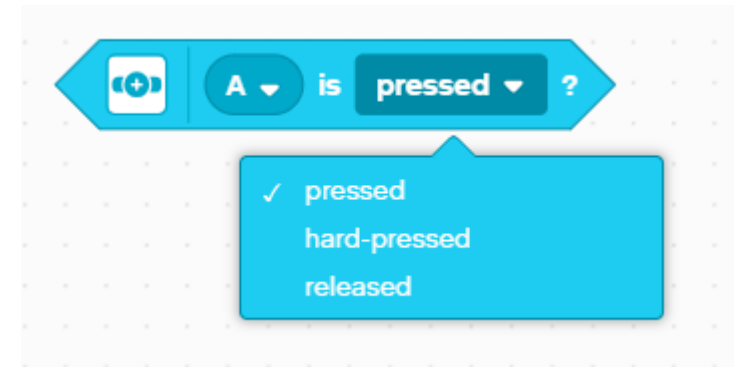 A is pressed ?
✓ pressed
hard-pressed
released